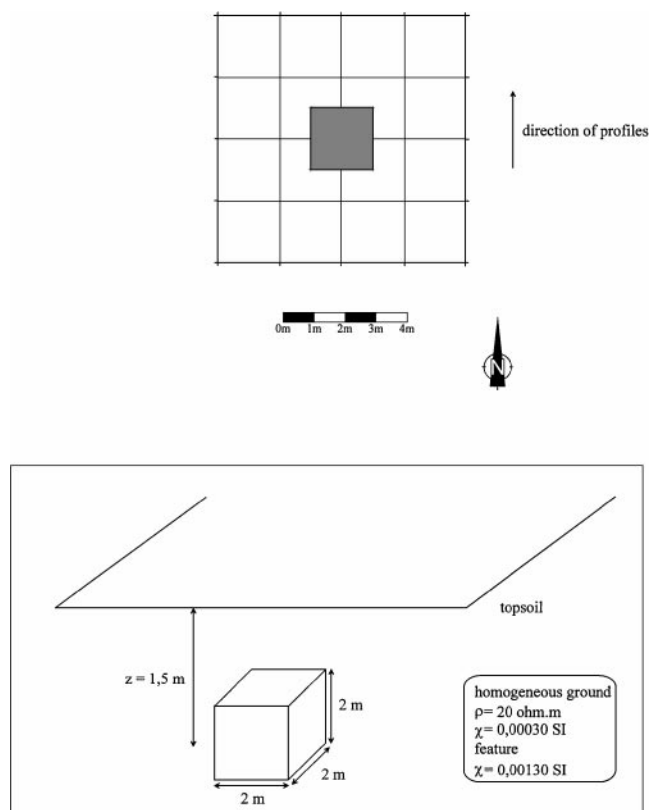 direction of profiles
0m 1m 2m 3m 4m
N
topsoil
z = 1,5 m
2 m
2 m
2 m
homogeneous ground
ρ= 20 ohm.m
χ= 0,00030 SI
feature
χ= 0,00130 SI